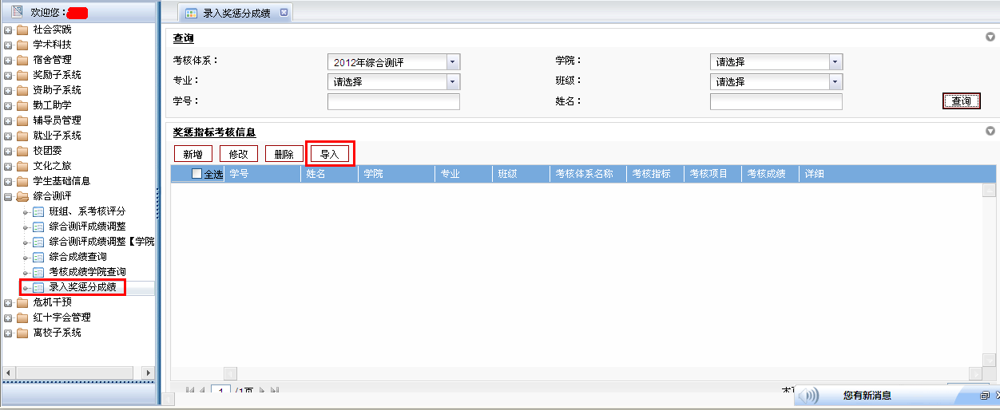 欢迎您：
社会实践
学术科技
宿舍管理
奖励子系统
资助子系统
勤工助学
辅导员管理
就业子系统
校团委
文化之旅
学生基础信息
综合测评
班组、系考核评分
综合测评成绩调整
综合测评成绩调整【学院
综合成绩查询
考核成绩学院查询
录入奖惩分成绩
危机干预
红十字会管理
离校子系统
录入奖惩分成绩
查询
考核体系： 2012年综合测评 学院： 请选择
专业： 请选择 班级： 请选择
学号： 姓名： 查询
奖惩指标考核信息
新增 修改 删除 导入
全选 学号 姓名 学院 专业 班级 考核体系名称 考核指标 考核项目 考核成绩 详细
1 /1页
您有新消息